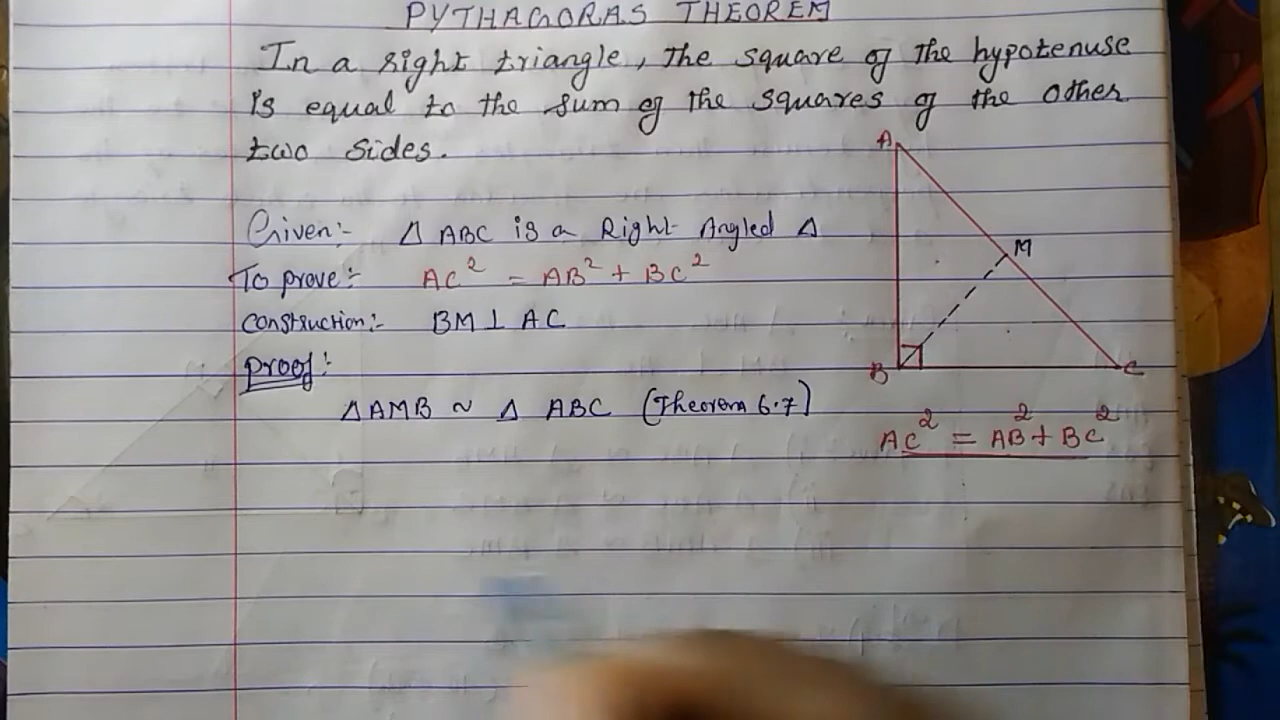 PYTHAGORAS THEOREM
In a right triangle, the square of the hypotenuse
is equal to the sum of the squares of the other
two sides.
Given:- Δ ABC is a Right Angled Δ
To prove:- AC² = AB² + BC²
Construction:- BM ⊥ AC
Proof:-
Δ AMB ~ Δ ABC (Theorem 6.7)
A
M
B
C
AC² = AB² + BC²